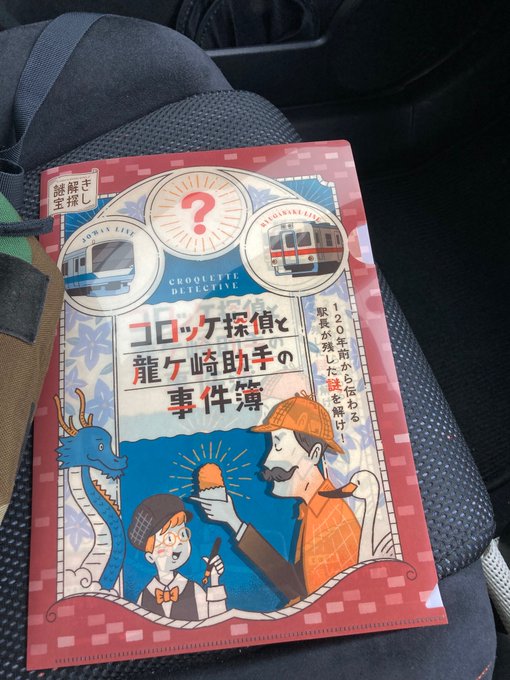 謎解き
宝探し
JOBAN LINE
?
RYUGASAKI LINE
CROQUETTE
DETECTIVE
コロッケ探偵と
龍ケ崎助手の
事件簿
120年前から伝わる
駅長が残した謎を解け!